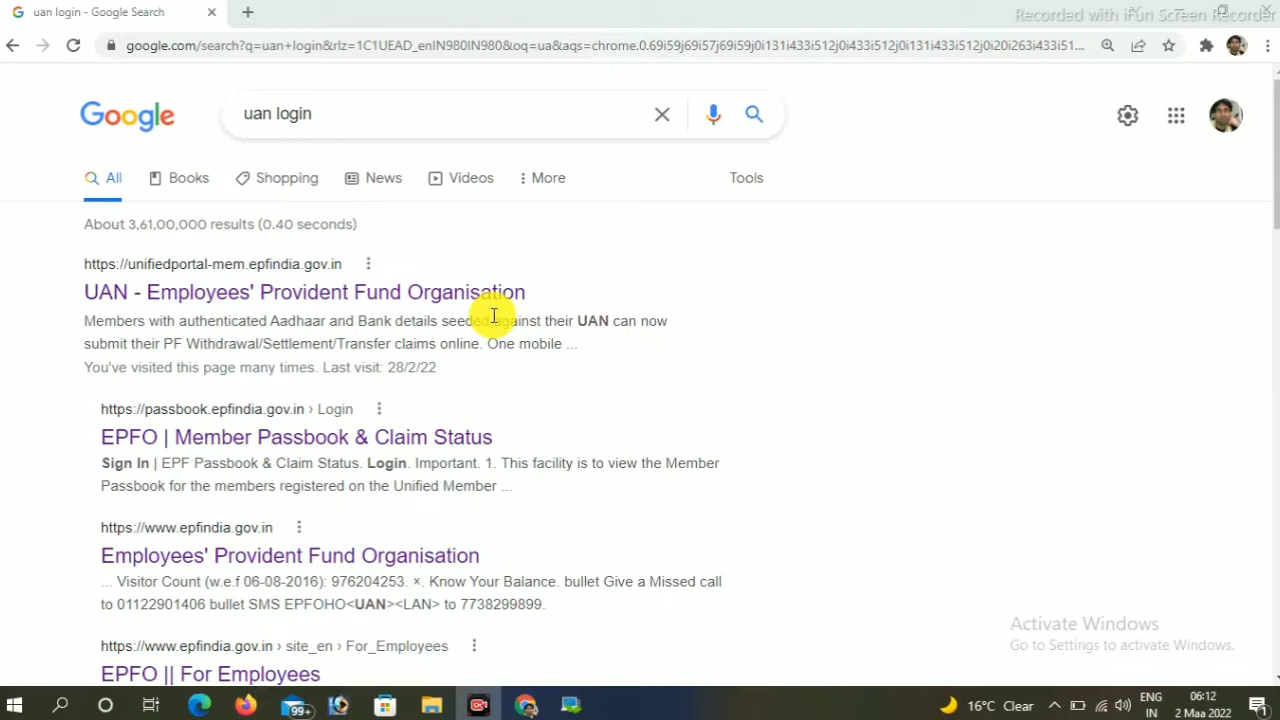 uan login - Google Search
Recorded with iFun Screen Recorder
google.com/search?q=uan+login&rlz=1C1UEAD_enIN980IN980&oq=ua&aqs=chrome.0.69i59j69i57j69i59j0i131i433i512j0i433i512j0i131i433i512j0i20i263i433i51...
Google
uan login
All
Books
Shopping
News
Videos
More
Tools
About 3,61,00,000 results (0.40 seconds)
https://unifiedportal-mem.epfindia.gov.in
UAN - Employees' Provident Fund Organisation
Members with authenticated Aadhaar and Bank details seeded against their UAN can now
submit their PF Withdrawal/Settlement/Transfer claims online. One mobile ...
You've visited this page many times. Last visit: 28/2/22
https://passbook.epfindia.gov.in › Login
EPFO | Member Passbook & Claim Status
Sign In | EPF Passbook & Claim Status. Login. Important. 1. This facility is to view the Member
Passbook for the members registered on the Unified Member ...
https://www.epfindia.gov.in
Employees' Provident Fund Organisation
... Visitor Count (w.e.f 06-08-2016): 976204253. ×. Know Your Balance. bullet Give a Missed call
to 01122901406 bullet SMS EPFOHO<UAN><LAN> to 7738299899.
https://www.epfindia.gov.in › site_en › For_Employees
EPFO || For Employees
Activate Windows
Go to Settings to activate Windows.
99+
16°C Clear
ENG
IN
06:12
2 Maa 2022
1